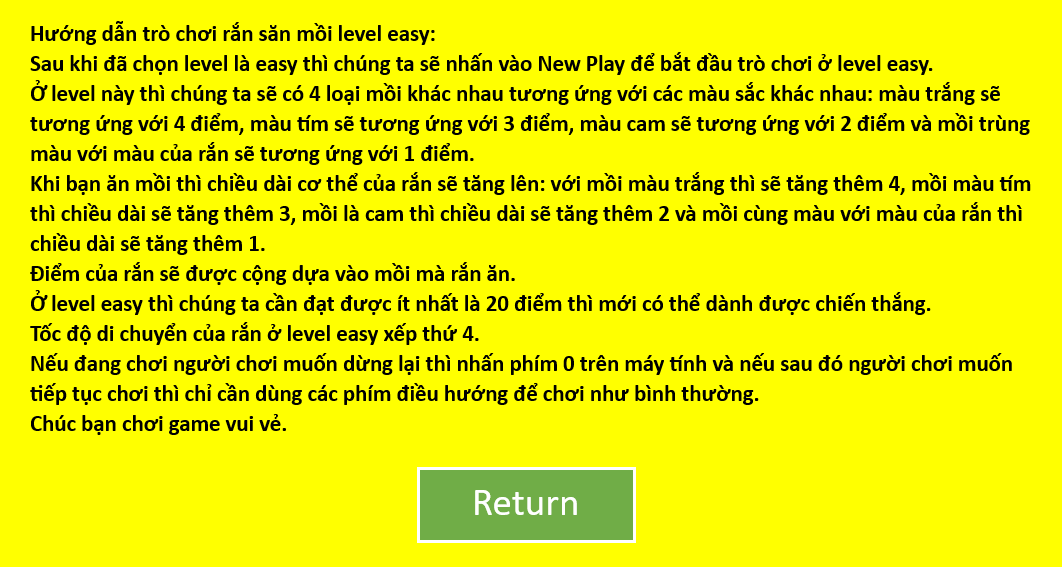 Hướng dẫn trò chơi rắn săn mồi level easy:
Sau khi đã chọn level là easy thì chúng ta sẽ nhấn vào New Play để bắt đầu trò chơi ở level easy.
Ở level này thì chúng ta sẽ có 4 loại mồi khác nhau tương ứng với các màu sắc khác nhau: màu trắng sẽ
tương ứng với 4 điểm, màu tím sẽ tương ứng với 3 điểm, màu cam sẽ tương ứng với 2 điểm và mồi trùng
màu với màu của rắn sẽ tương ứng với 1 điểm.
Khi bạn ăn mồi thì chiều dài cơ thể của rắn sẽ tăng lên: với mồi màu trắng thì sẽ tăng thêm 4, mồi màu tím
thì chiều dài sẽ tăng thêm 3, mồi là cam thì chiều dài sẽ tăng thêm 2 và mồi cùng màu với màu của rắn thì
chiều dài sẽ tăng thêm 1.
Điểm của rắn sẽ được cộng dựa vào mồi mà rắn ăn.
Ở level easy thì chúng ta cần đạt được ít nhất là 20 điểm thì mới có thể dành được chiến thắng.
Tốc độ di chuyển của rắn ở level easy xếp thứ 4.
Nếu đang chơi người chơi muốn dừng lại thì nhấn phím 0 trên máy tính và nếu sau đó người chơi muốn
tiếp tục chơi thì chỉ cần dùng các phím điều hướng để chơi như bình thường.
Chúc bạn chơi game vui vẻ.
Return